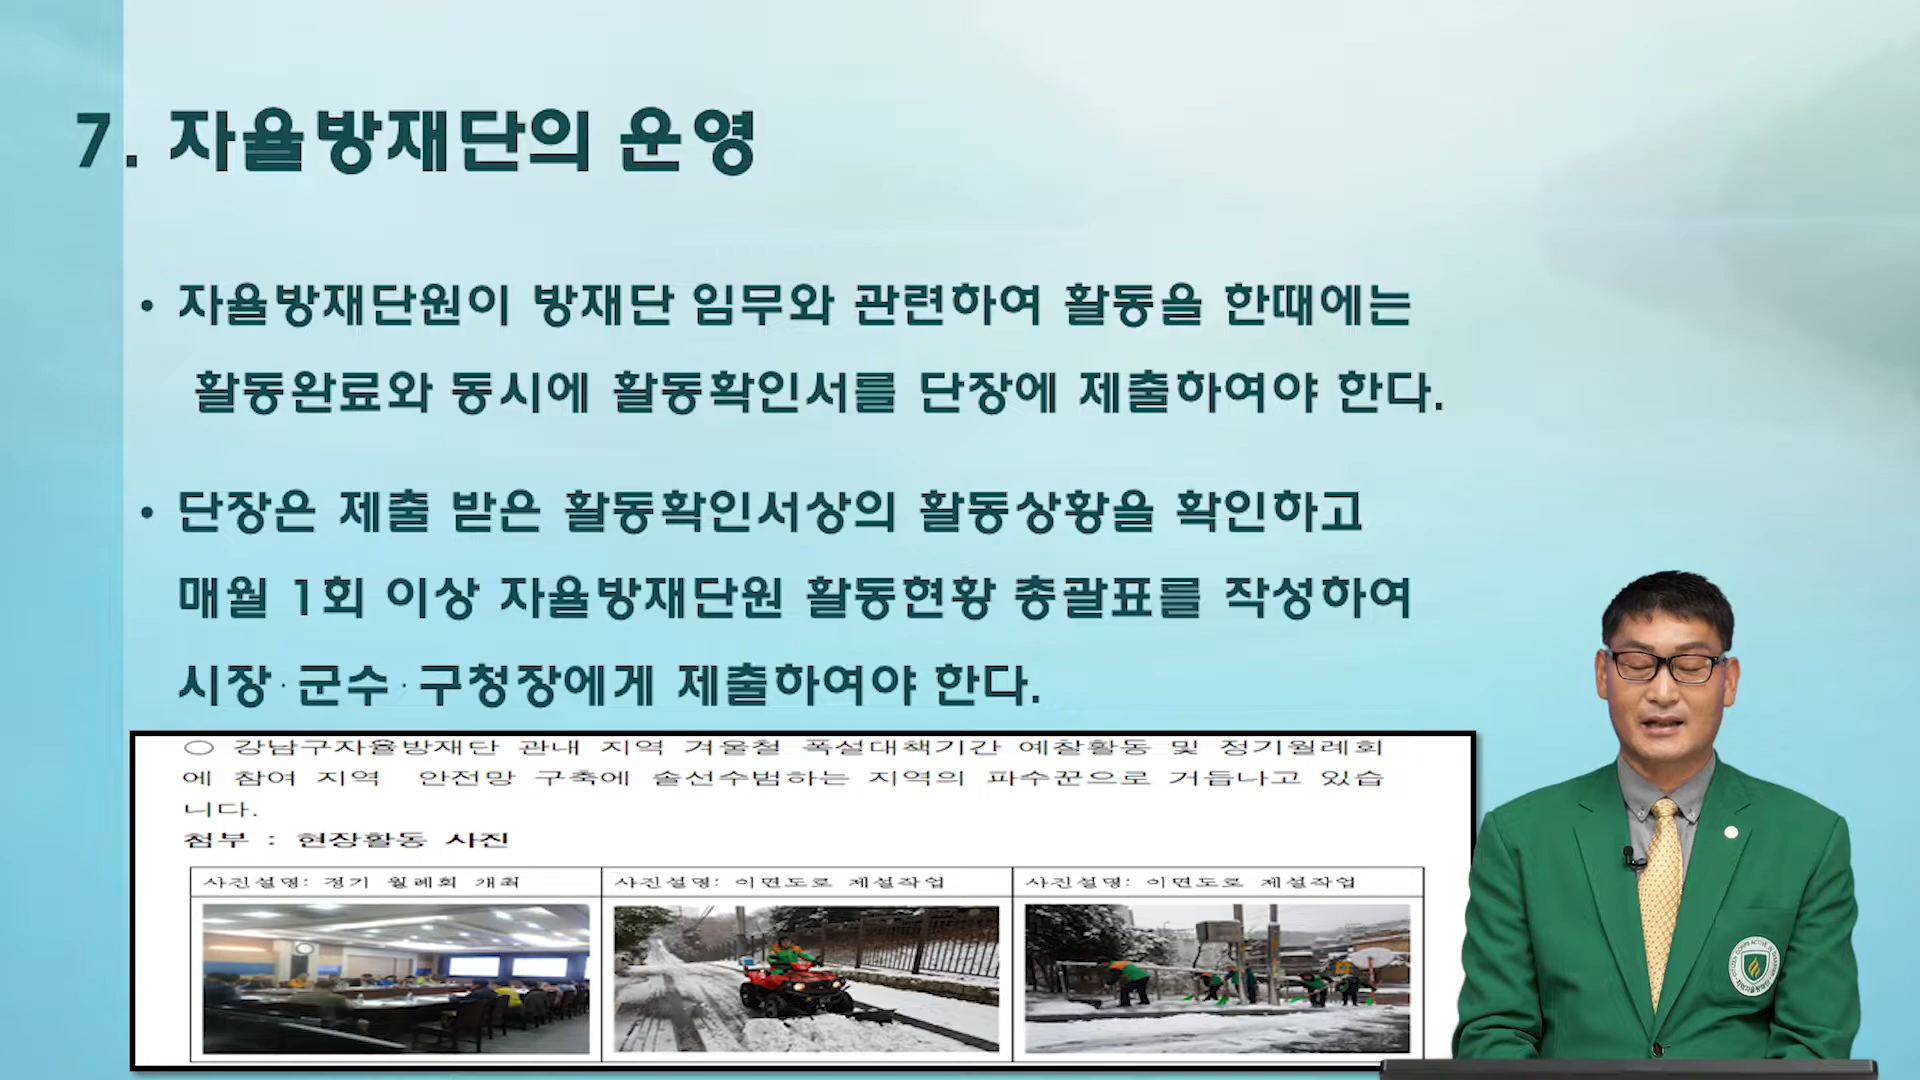 7. 자율방재단의 운영
• 자율방재단원이 방재단 임무와 관련하여 활동을 한때에는
활동완료와 동시에 활동확인서를 단장에 제출하여야 한다.
• 단장은 제출 받은 활동확인서상의 활동상황을 확인하고
매월 1회 이상 자율방재단원 활동현황 총괄표를 작성하여
시장·군수·구청장에게 제출하여야 한다.
○ 강남구자율방재단 관내 지역 겨울철 폭설대책기간 예찰활동 및 정기월례회
에 참여 지역 안전망 구축에 솔선수범하는 지역의 파수꾼으로 거듭나고 있습
니다.
첨부 : 현장활동 사진
사진설명: 정기 월례회 개최
사진설명: 이면도로 제설작업
사진설명: 이면도로 제설작업
지역자율방재단